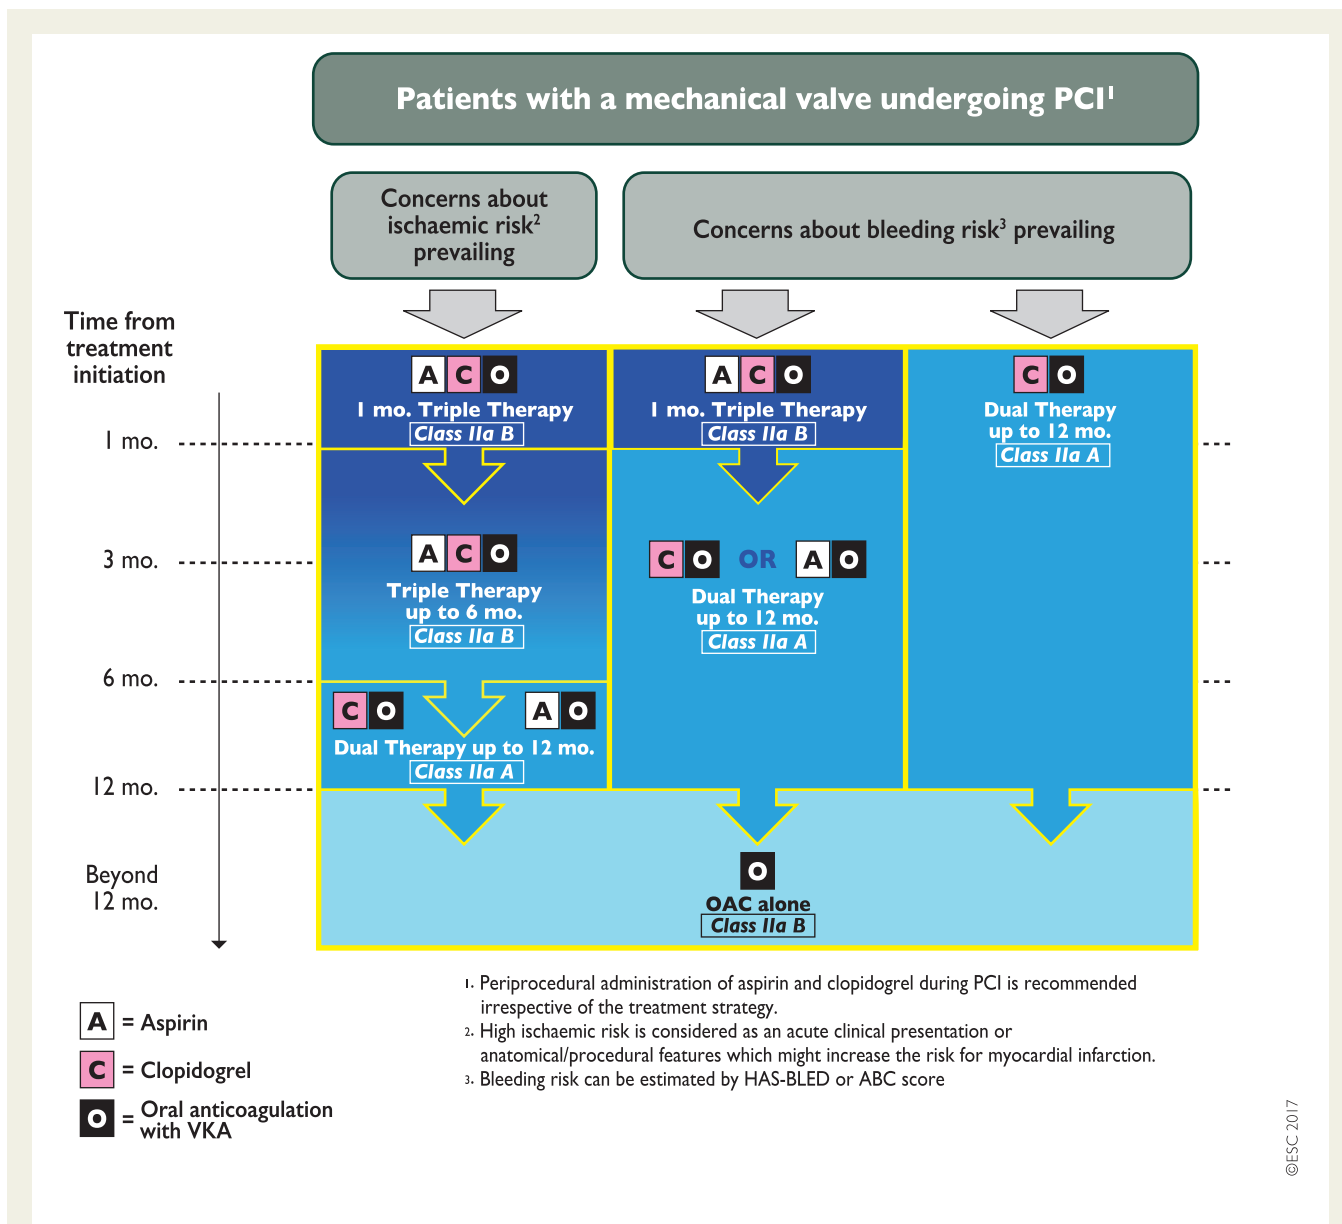 Patients with a mechanical valve undergoing PCI¹
Concerns about
ischaemic risk²
prevailing
Concerns about bleeding risk³ prevailing
Time from
treatment
initiation
A C O
1 mo. Triple Therapy
Class IIa B
A C O
1 mo. Triple Therapy
Class IIa B
C O
Dual Therapy
up to 12 mo.
Class IIa A
1 mo.
A C O
Triple Therapy
up to 6 mo.
Class IIa B
C O OR A O
Dual Therapy
up to 12 mo.
Class IIa A
3 mo.
6 mo.
C O A O
Dual Therapy up to 12 mo.
Class IIa A
12 mo.
Beyond
12 mo.
O
OAC alone
Class IIa B
A = Aspirin
C = Clopidogrel
O = Oral anticoagulation
with VKA
1. Periprocedural administration of aspirin and clopidogrel during PCI is recommended
irrespective of the treatment strategy.
2. High ischaemic risk is considered as an acute clinical presentation or
anatomical/procedural features which might increase the risk for myocardial infarction.
3. Bleeding risk can be estimated by HAS-BLED or ABC score
©ESC 2017